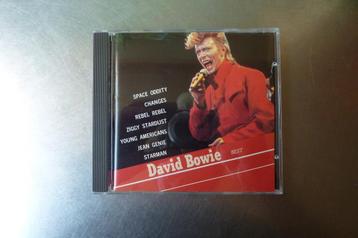 SPACE ODDITY
CHANGES
REBEL REBEL
ZIGGY STARDUST
YOUNG AMERICANS
JEAN GENIE
STARMAN
David Bowie BEST